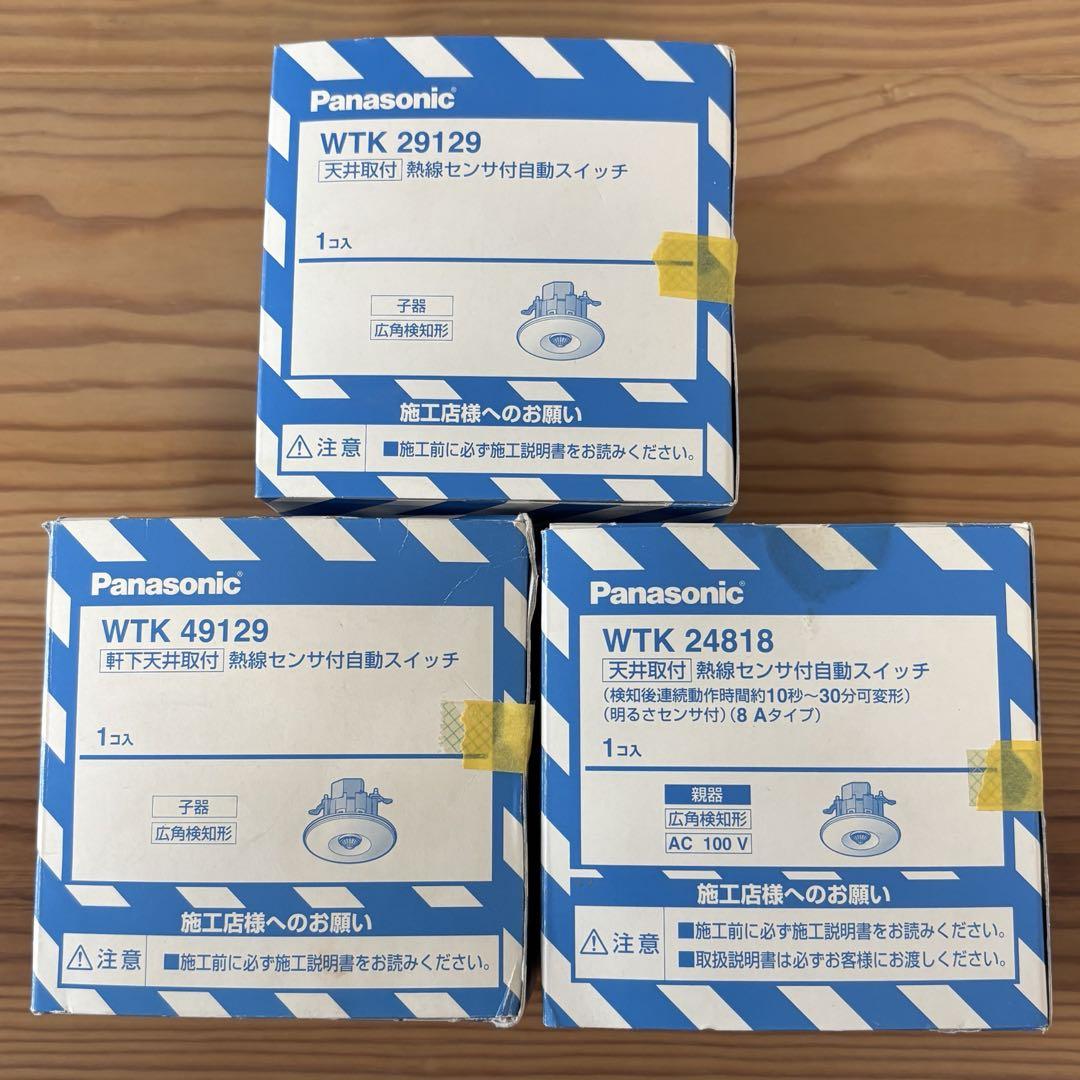 Panasonic
WTK 29129
天井取付 熱線センサ付自動スイッチ
1コ入
子器
広角検知形
施工店様へのお願い
注意 ■施工前に必ず施工説明書をお読みください。
Panasonic
WTK 49129
軒下天井取付 熱線センサ付自動スイッチ
1コ入
子器
広角検知形
施工店様へのお願い
注意 ■施工前に必ず施工説明書をお読みください。
Panasonic
WTK 24818
天井取付 熱線センサ付自動スイッチ
(検知後連続動作時間約10秒〜30分可変形)
(明るさセンサ付)(8 Aタイプ)
1コ入
親器
広角検知形
AC 100 V
施工店様へのお願い
注意 ■施工前に必ず施工説明書をお読みください。
■取扱説明書は必ずお客様にお渡しください。